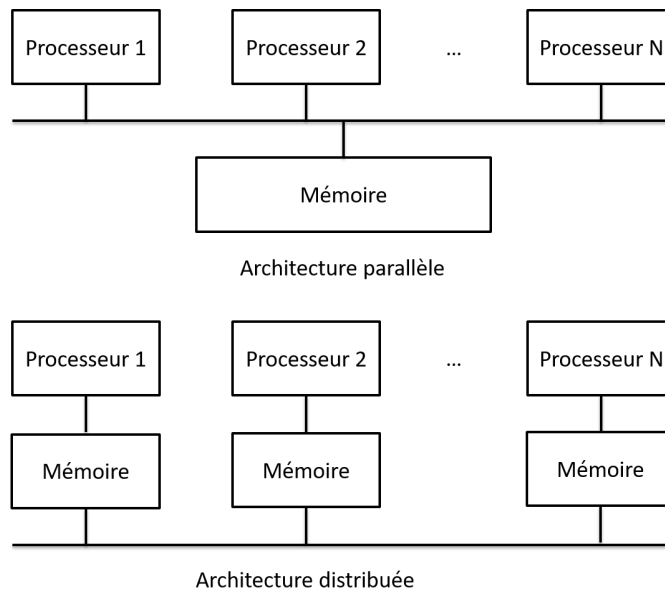 Processeur 1
Processeur 2
...
Processeur N
Mémoire
Architecture parallèle
Processeur 1
Processeur 2
...
Processeur N
Mémoire
Mémoire
Mémoire
Architecture distribuée